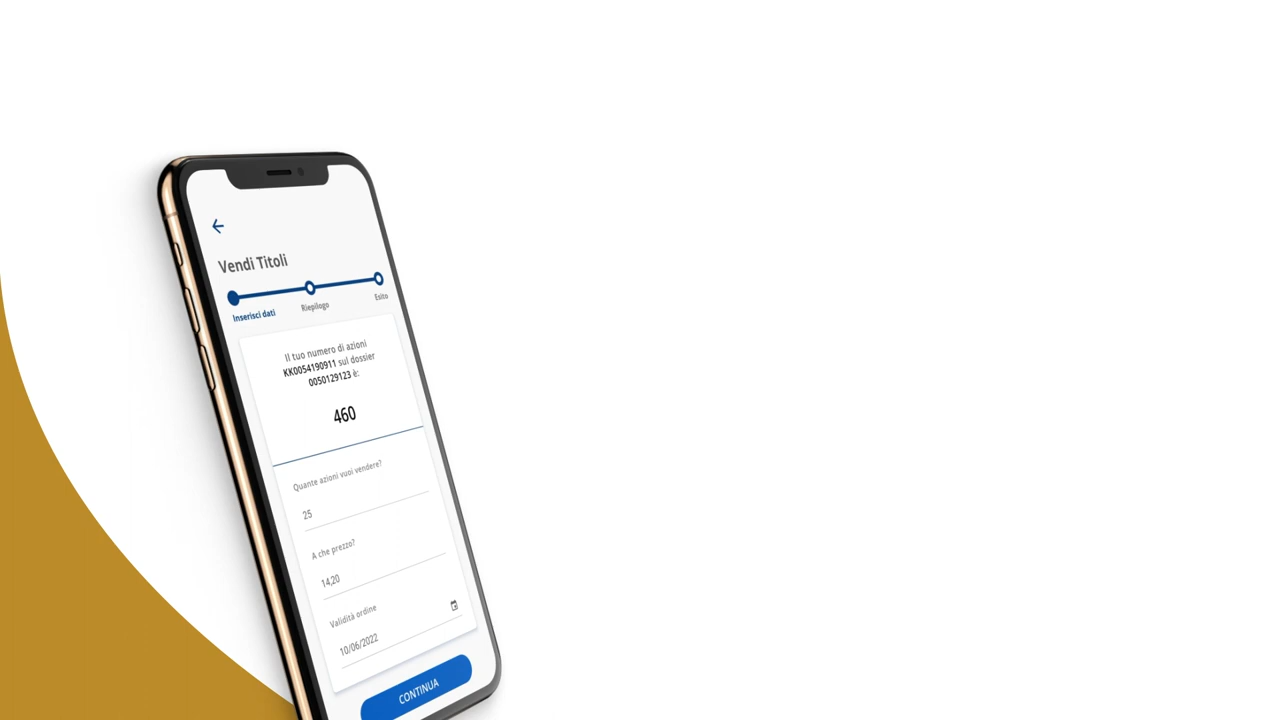 Vendi Titoli
Inserisci dati
Riepilogo
Esito
Il tuo numero di azioni
KK0054190911 sul dossier
0050129123 è:
460
Quante azioni vuoi vendere?
25
A che prezzo?
14,20
Validità ordine
10/06/2022
CONTINUA